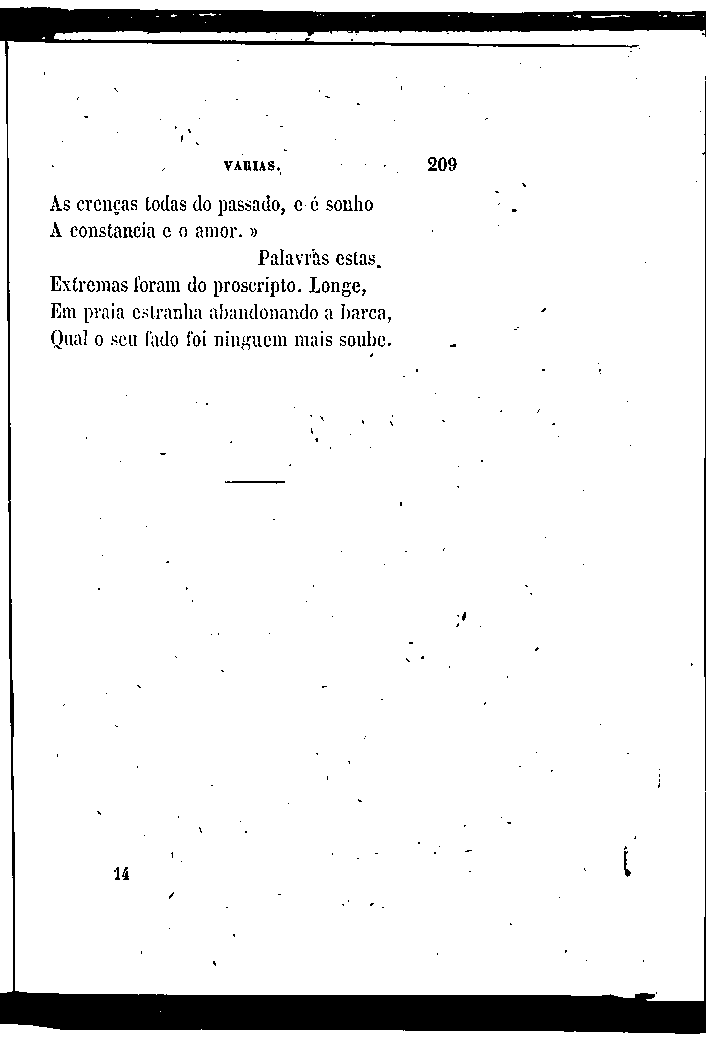 VARIAS. 209
As crenças todas do passado, e é sonho
A constancia e o amor. »
Palavras estas
Extremas foram do proscripto. Longe,
Em praia estranha abandonando a barca,
Qual o seu fado foi ninguem mais soube.
14